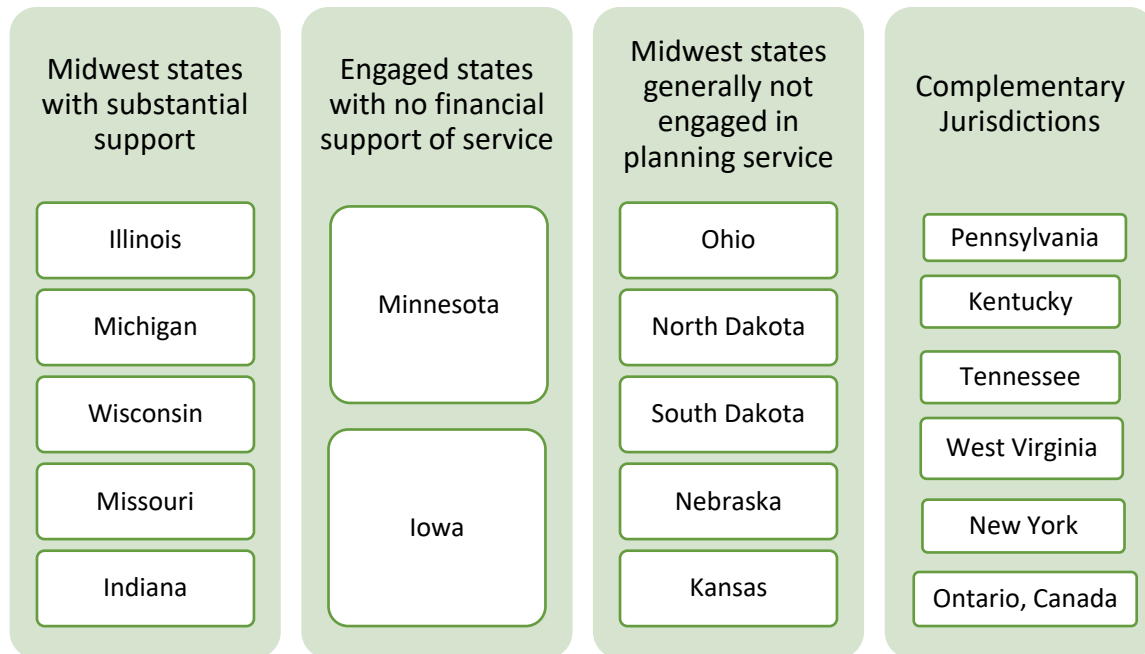 Midwest states
with substantial
support
Illinois
Michigan
Wisconsin
Missouri
Indiana
Engaged states
with no financial
support of service
Minnesota
Iowa
Midwest states
generally not
engaged in
planning service
Ohio
North Dakota
South Dakota
Nebraska
Kansas
Complementary
Jurisdictions
Pennsylvania
Kentucky
Tennessee
West Virginia
New York
Ontario, Canada